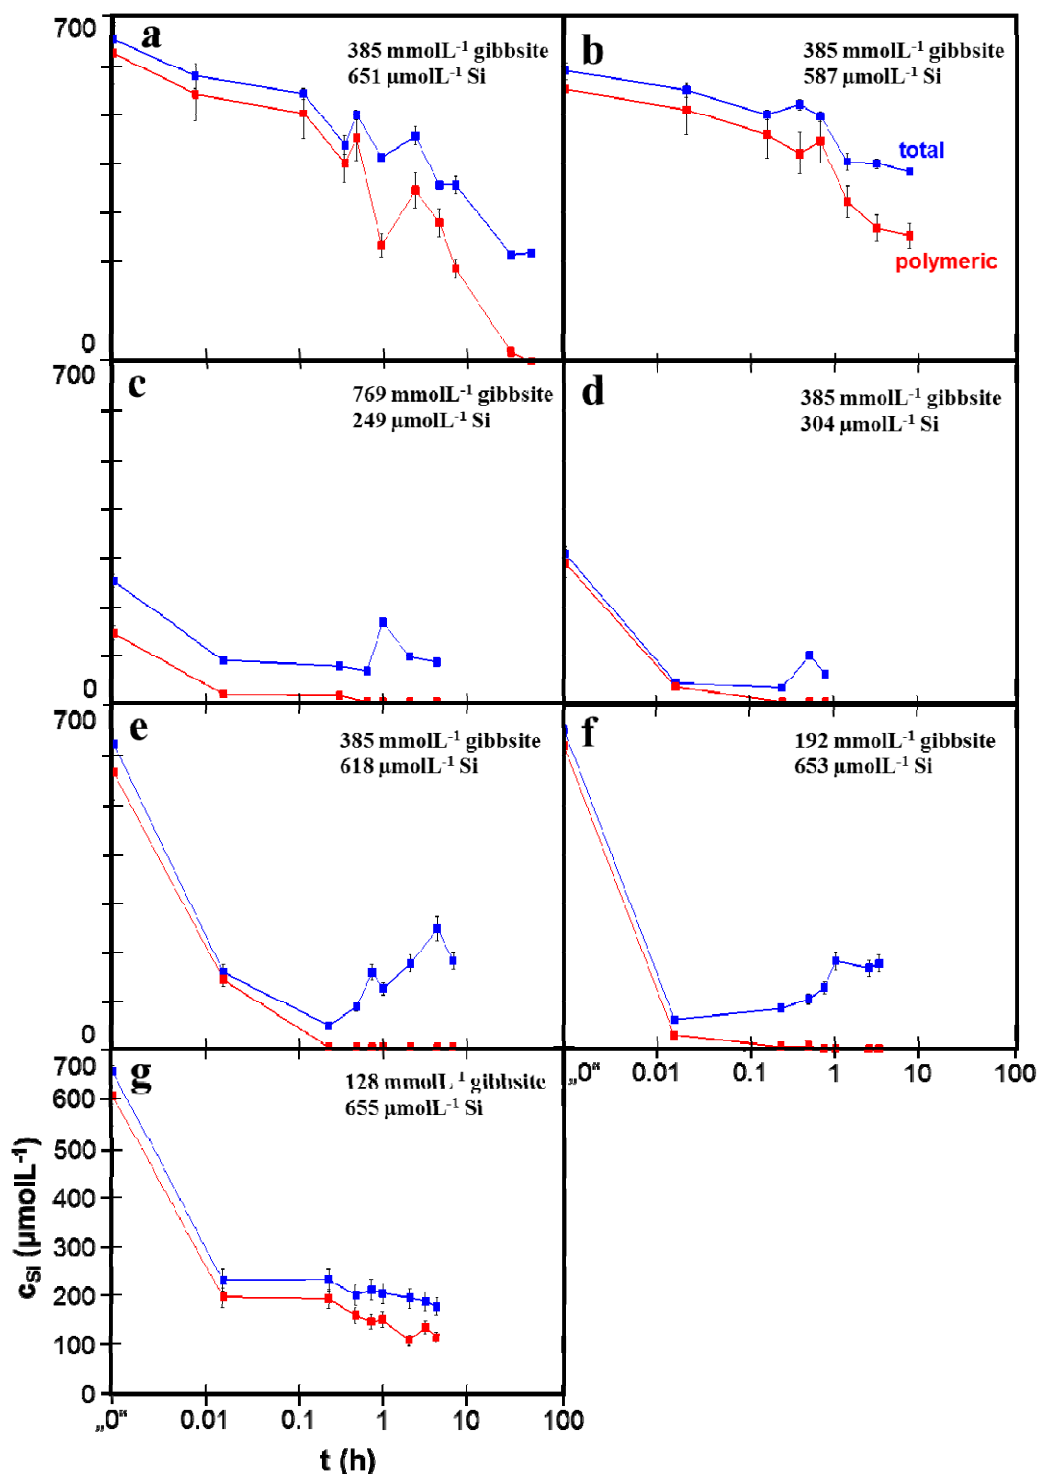 700
a
385 mmolL⁻¹ gibbsite
651 µmolL⁻¹ Si
b
385 mmolL⁻¹ gibbsite
587 µmolL⁻¹ Si
total
polymeric
0
700
c
769 mmolL⁻¹ gibbsite
249 µmolL⁻¹ Si
d
385 mmolL⁻¹ gibbsite
304 µmolL⁻¹ Si
0
700
e
385 mmolL⁻¹ gibbsite
618 µmolL⁻¹ Si
f
192 mmolL⁻¹ gibbsite
653 µmolL⁻¹ Si
0
„0“ 0.01 0.1 1 10 100
700
g
128 mmolL⁻¹ gibbsite
655 µmolL⁻¹ Si
600
500
400
300
200
100
0
cSi (µmolL⁻¹)
„0“ 0.01 0.1 1 10 100
t (h)